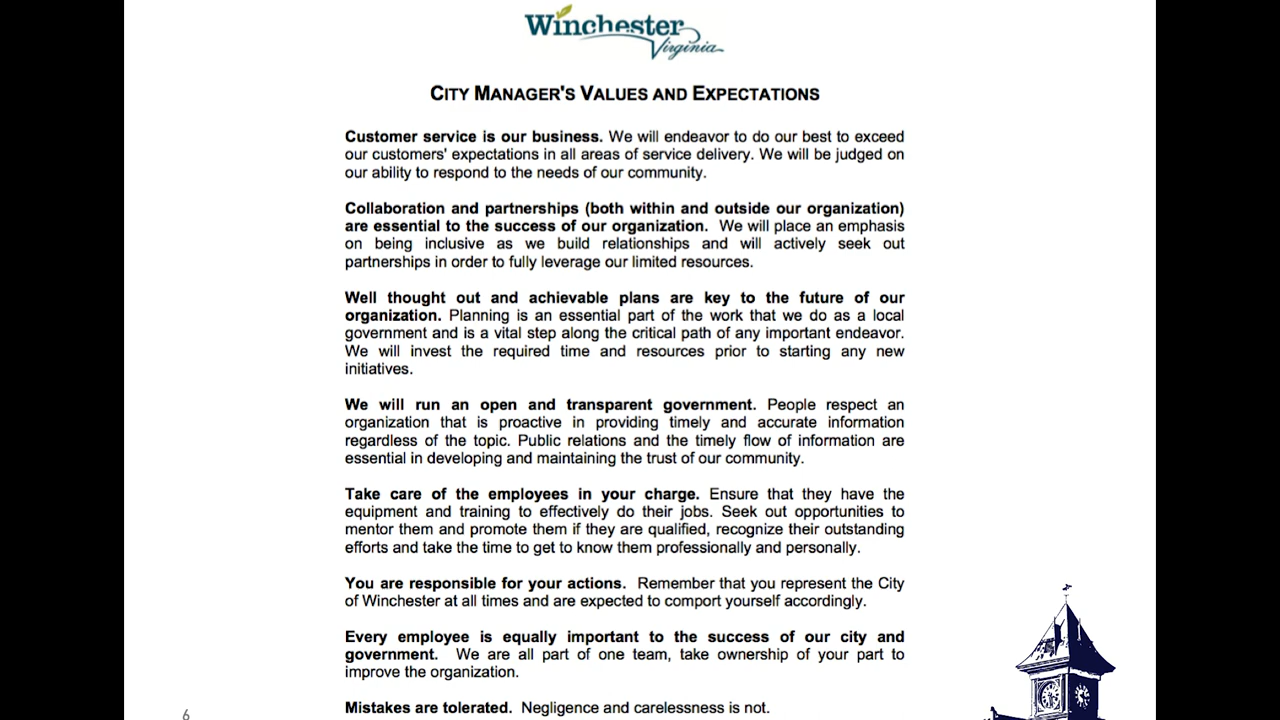 Winchester
Virginia
CITY MANAGER'S VALUES AND EXPECTATIONS
Customer service is our business. We will endeavor to do our best to exceed
our customers' expectations in all areas of service delivery. We will be judged on
our ability to respond to the needs of our community.
Collaboration and partnerships (both within and outside our organization)
are essential to the success of our organization. We will place an emphasis
on being inclusive as we build relationships and will actively seek out
partnerships in order to fully leverage our limited resources.
Well thought out and achievable plans are key to the future of our
organization. Planning is an essential part of the work that we do as a local
government and is a vital step along the critical path of any important endeavor.
We will invest the required time and resources prior to starting any new
initiatives.
We will run an open and transparent government. People respect an
organization that is proactive in providing timely and accurate information
regardless of the topic. Public relations and the timely flow of information are
essential in developing and maintaining the trust of our community.
Take care of the employees in your charge. Ensure that they have the
equipment and training to effectively do their jobs. Seek out opportunities to
mentor them and promote them if they are qualified, recognize their outstanding
efforts and take the time to get to know them professionally and personally.
You are responsible for your actions. Remember that you represent the City
of Winchester at all times and are expected to comport yourself accordingly.
Every employee is equally important to the success of our city and
government. We are all part of one team, take ownership of your part to
improve the organization.
Mistakes are tolerated. Negligence and carelessness is not.
6